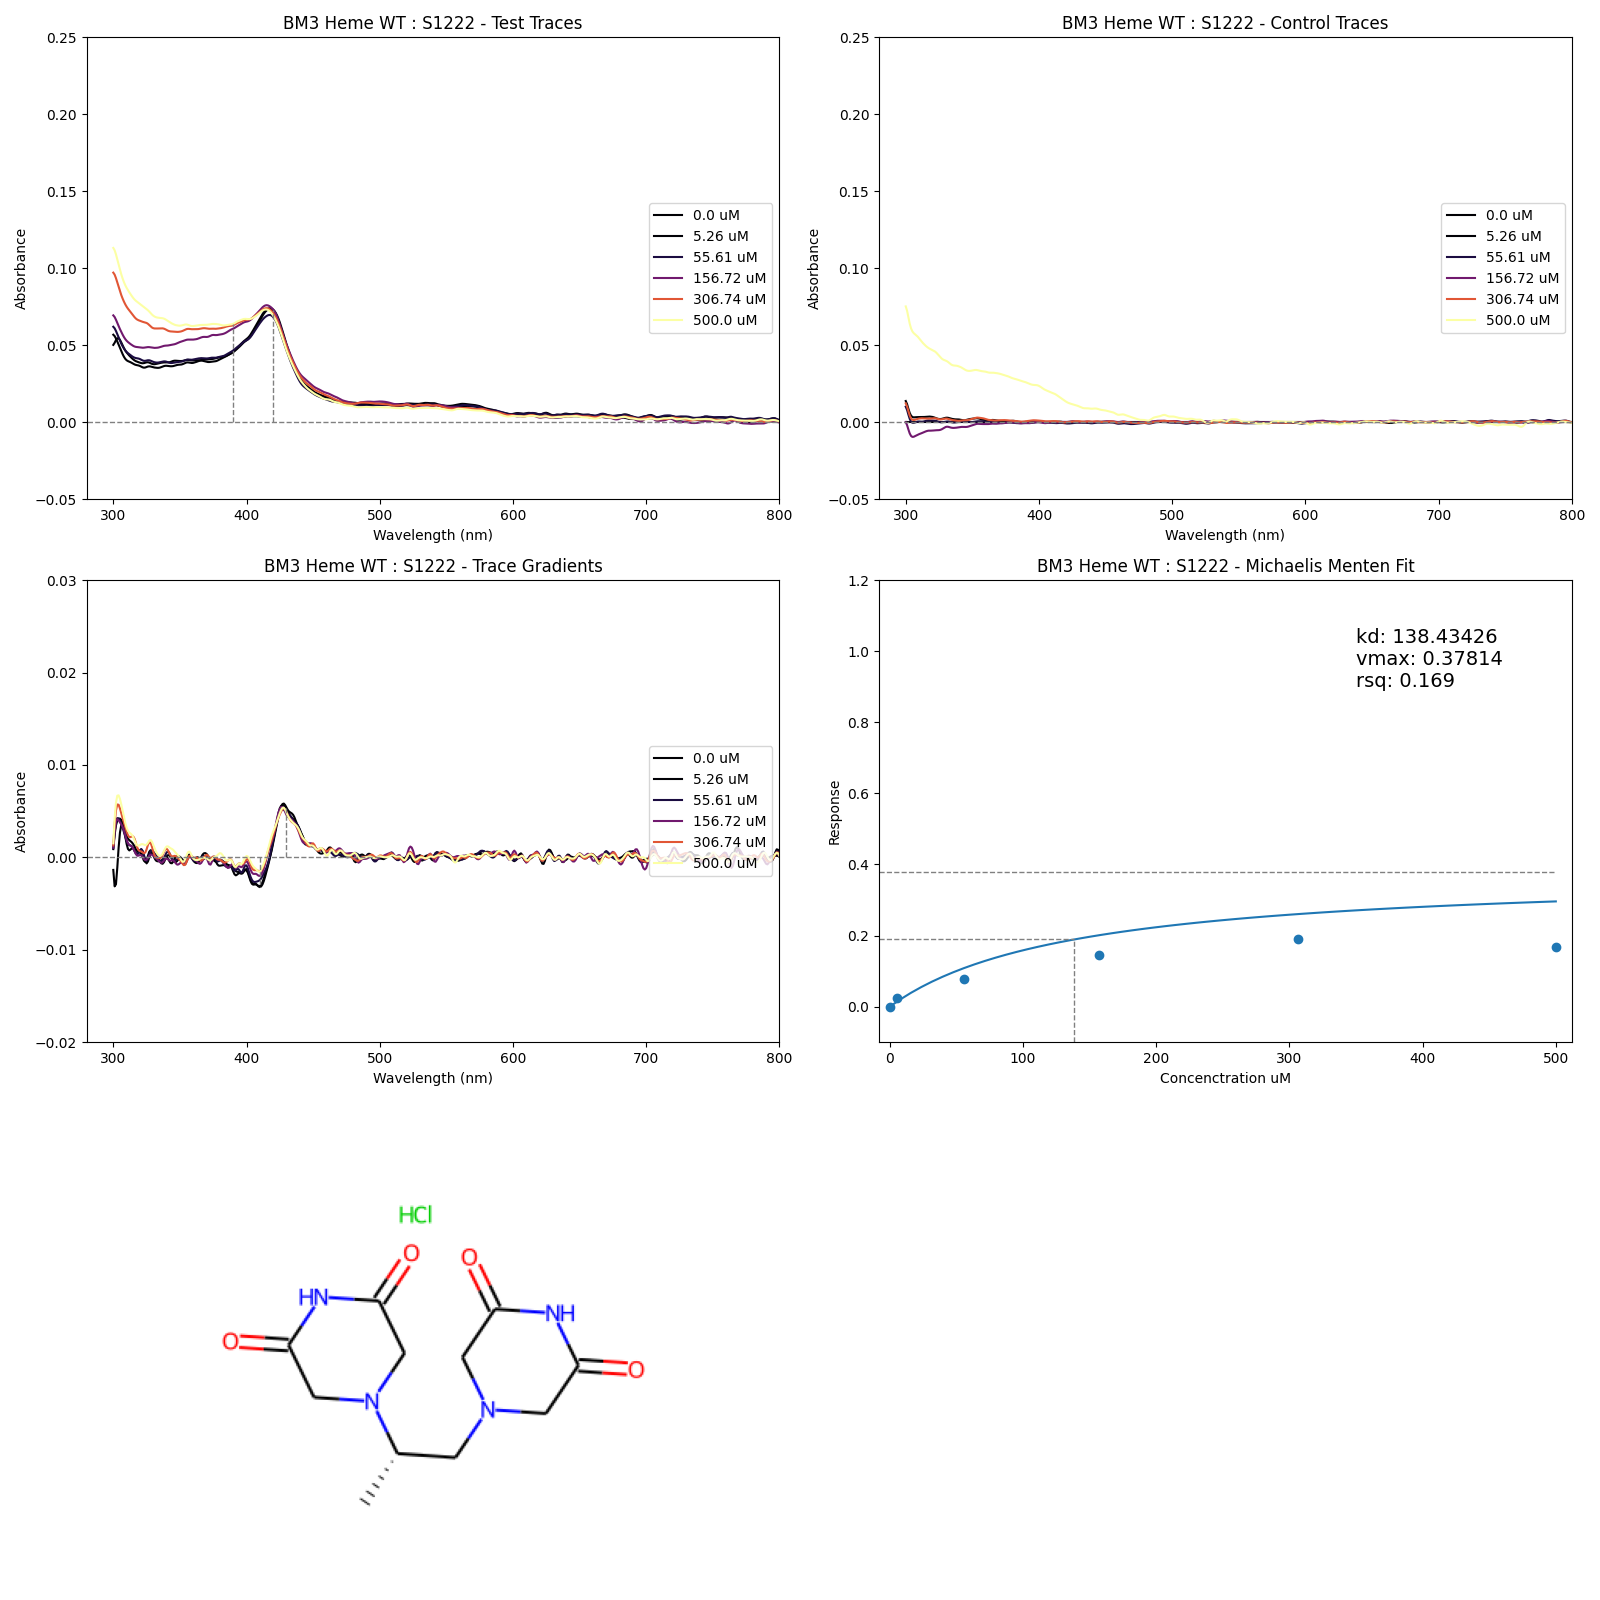 BM3 Heme WT : S1222 - Test Traces
Absorbance
0.25
0.20
0.15
0.10
0.05
0.00
−0.05
300 400 500 600 700 800
Wavelength (nm)
0.0 uM
5.26 uM
55.61 uM
156.72 uM
306.74 uM
500.0 uM
BM3 Heme WT : S1222 - Control Traces
Absorbance
0.25
0.20
0.15
0.10
0.05
0.00
−0.05
300 400 500 600 700 800
Wavelength (nm)
0.0 uM
5.26 uM
55.61 uM
156.72 uM
306.74 uM
500.0 uM
BM3 Heme WT : S1222 - Trace Gradients
Absorbance
0.03
0.02
0.01
0.00
−0.01
−0.02
300 400 500 600 700 800
Wavelength (nm)
0.0 uM
5.26 uM
55.61 uM
156.72 uM
306.74 uM
500.0 uM
BM3 Heme WT : S1222 - Michaelis Menten Fit
Response
1.2
1.0
0.8
0.6
0.4
0.2
0.0
0 100 200 300 400 500
Concenctration uM
kd: 138.43426
vmax: 0.37814
rsq: 0.169
HCl
O O
HN NH
O O
N N